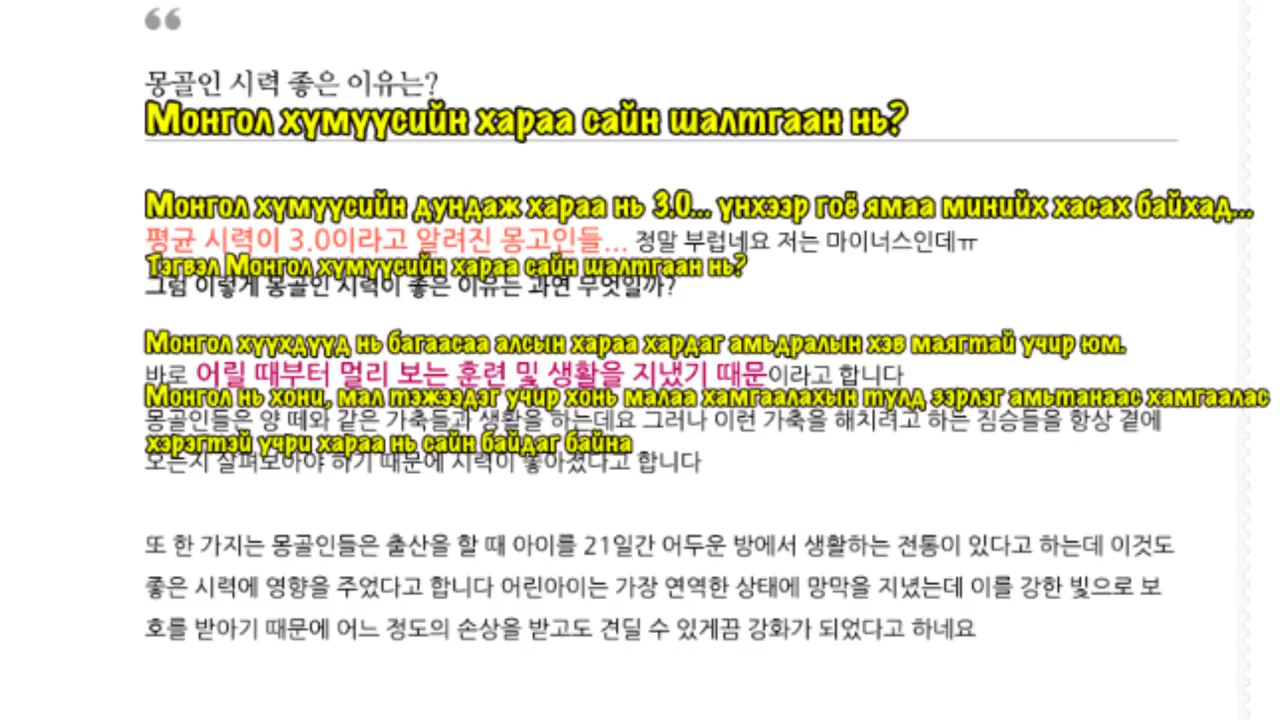 몽골인 시력 좋은 이유는?
Монгол хүмүүсийн хараа сайн шалтгаан нь?
Монгол хүмүүсийн дундаж хараа нь 3.0... үнхээр гоё ямаа минийх хасах байхад...
평균 시력이 3.0이라고 알려진 몽고인들... 정말 부럽네요 저는 마이너스인데ㅠ
Тэгвэл Монгол хүмүүсийн хараа сайн шалтгаан нь?
그럼 이렇게 몽골인 시력이 좋은 이유는 과연 무엇일까?
Монгол хүүхдүүд нь багаасаа алсын хараа хардаг амьдралын хэв маягтай учир юм.
바로 어릴 때부터 멀리 보는 훈련 및 생활을 지냈기 때문이라고 합니다
Монгол нь хонь, мал тэжээдэг учир хонь малаа хамгаалахын тулд зэрлэг амьтанаас хамгаалас
몽골인들은 양 떼와 같은 가축들과 생활을 하는데요 그러나 이런 가축을 해치려고 하는 짐승들을 항상 곁에
хэрэгтэй учри хараа нь сайн байдаг байна
오는지 살펴보아야 하기 때문에 시력이 좋아졌다고 합니다
또 한 가지는 몽골인들은 출산을 할 때 아이를 21일간 어두운 방에서 생활하는 전통이 있다고 하는데 이것도
좋은 시력에 영향을 주었다고 합니다 어린아이는 가장 연역한 상태에 망막을 지녔는데 이를 강한 빛으로 보
호를 받아기 때문에 어느 정도의 손상을 받고도 견딜 수 있게끔 강화가 되었다고 하네요